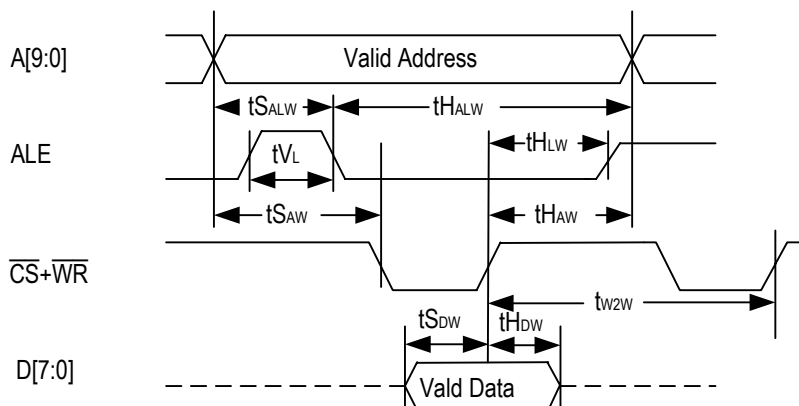 A[9:0] Valid Address
tSALW tHALW
ALE tVL tHLW
tSAW tHAW
CS+WR
tW2W
tSDW tHDW
D[7:0] Vald Data